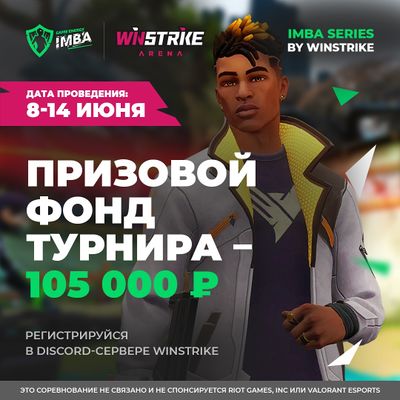 GAME ENERGY
IMBA
WINSTRIKE
ARENA
IMBA SERIES
BY WINSTRIKE
ДАТА ПРОВЕДЕНИЯ:
8-14 ИЮНЯ
ПРИЗОВОЙ
ФОНД
ТУРНИРА –
105 000 ₽
РЕГИСТРИРУЙСЯ
В DISCORD-СЕРВЕРЕ WINSTRIKE
ЭТО СОРЕВНОВАНИЕ НЕ СВЯЗАНО И НЕ СПОНСИРУЕТСЯ RIOT GAMES, INC ИЛИ VALORANT ESPORTS